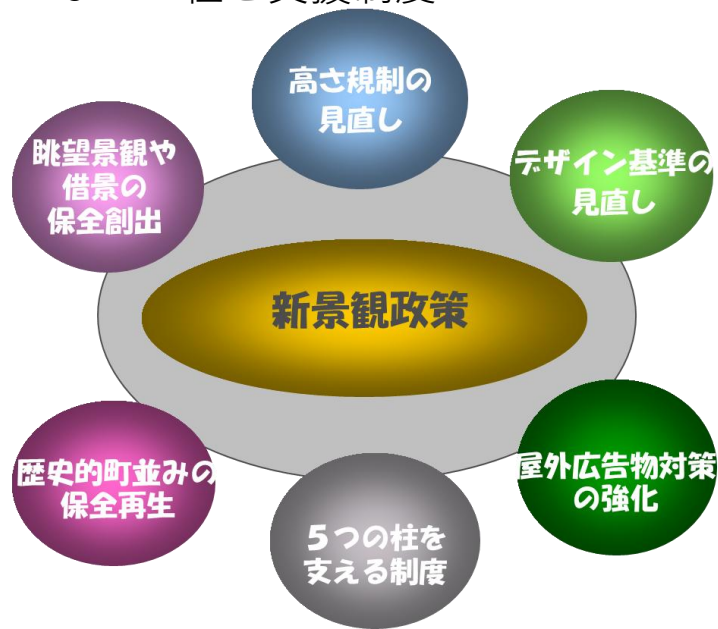 高さ規制の
見直し
眺望景観や
借景の
保全創出
デザイン基準の
見直し
新景観政策
歴史的町並みの
保全再生
屋外広告物対策
の強化
5つの柱を
支える制度